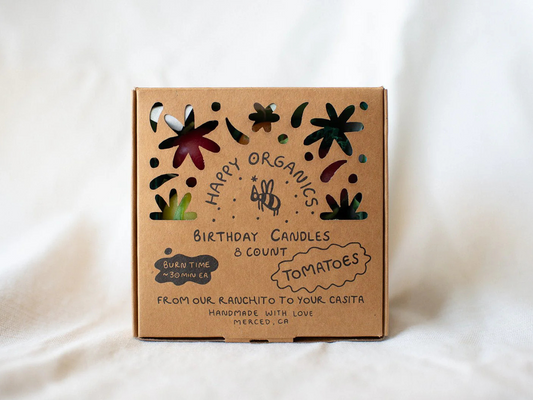 HAPPY ORGANICS
BIRTHDAY CANDLES
8 COUNT
BURN TIME
~30 MIN EA
TOMATOES
FROM OUR RANCHITO TO YOUR CASITA
HANDMADE WITH LOVE
MERCED, CA